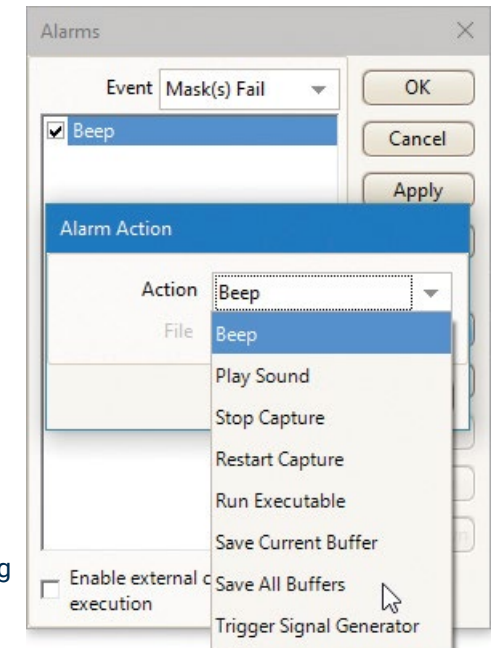 Alarms
Event Mask(s) Fail
OK
Beep
Cancel
Apply
Alarm Action
Action Beep
File
Beep
Play Sound
Stop Capture
Restart Capture
Run Executable
Save Current Buffer
Save All Buffers
Trigger Signal Generator
Enable external
execution